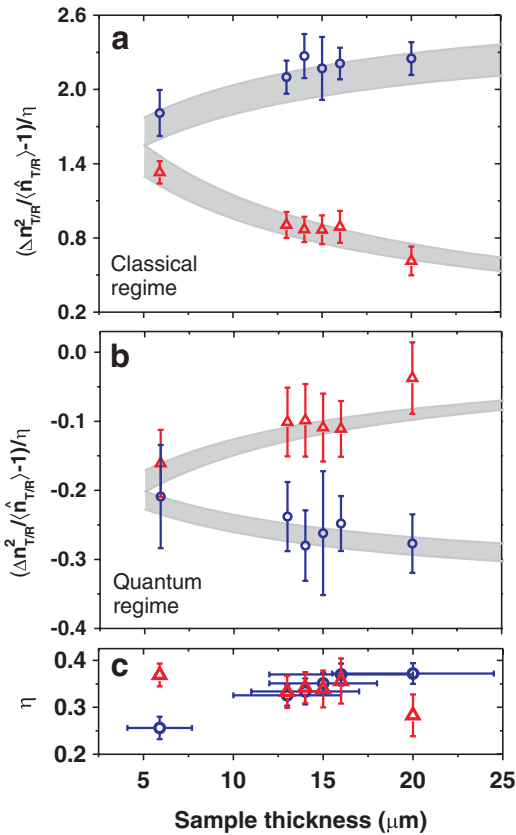 a
2.6
2.0
1.4
0.8
0.2
(Δn²T/R/⟨n̂T/R⟩-1)/η
Classical
regime
b
0.0
-0.1
-0.2
-0.3
-0.4
(Δn²T/R/⟨n̂T/R⟩-1)/η
Quantum
regime
c
0.4
0.3
0.2
η
5 10 15 20 25
Sample thickness (μm)